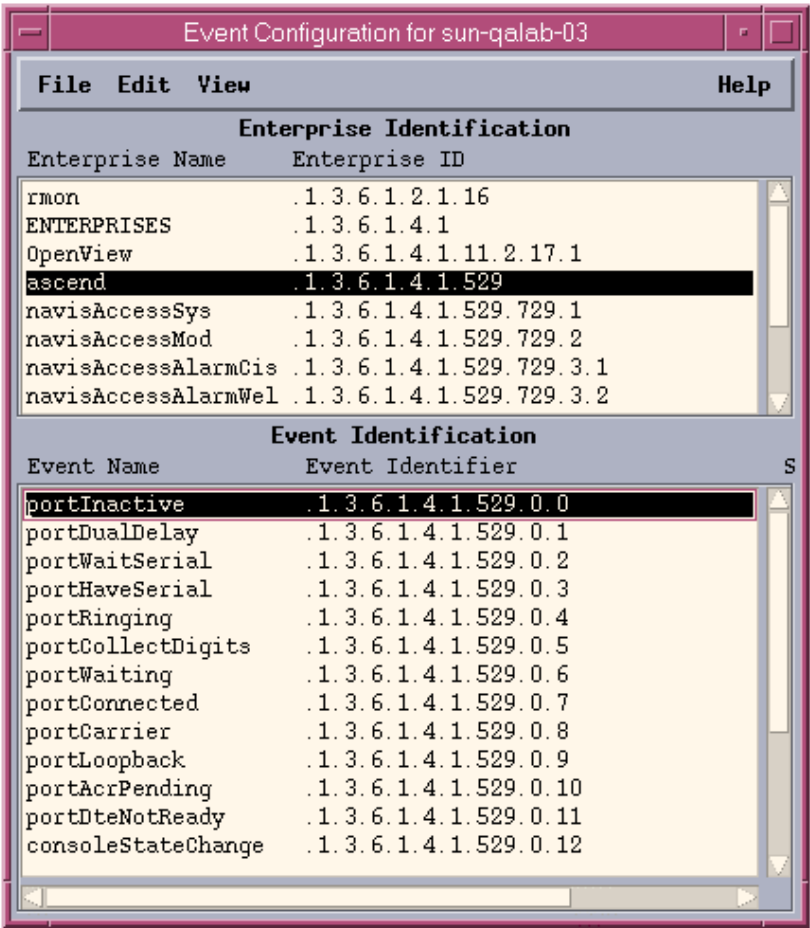 Event Configuration for sun-qalab-03
File Edit View Help
Enterprise Identification
Enterprise Name Enterprise ID
rmon .1.3.6.1.2.1.16
ENTERPRISES .1.3.6.1.4.1
OpenView .1.3.6.1.4.1.11.2.17.1
ascend .1.3.6.1.4.1.529
navisAccessSys .1.3.6.1.4.1.529.729.1
navisAccessMod .1.3.6.1.4.1.529.729.2
navisAccessAlarmCis .1.3.6.1.4.1.529.729.3.1
navisAccessAlarmWel .1.3.6.1.4.1.529.729.3.2
Event Identification
Event Name Event Identifier S
portInactive .1.3.6.1.4.1.529.0.0
portDualDelay .1.3.6.1.4.1.529.0.1
portWaitSerial .1.3.6.1.4.1.529.0.2
portHaveSerial .1.3.6.1.4.1.529.0.3
portRinging .1.3.6.1.4.1.529.0.4
portCollectDigits .1.3.6.1.4.1.529.0.5
portWaiting .1.3.6.1.4.1.529.0.6
portConnected .1.3.6.1.4.1.529.0.7
portCarrier .1.3.6.1.4.1.529.0.8
portLoopback .1.3.6.1.4.1.529.0.9
portAcrPending .1.3.6.1.4.1.529.0.10
portDteNotReady .1.3.6.1.4.1.529.0.11
consoleStateChange .1.3.6.1.4.1.529.0.12